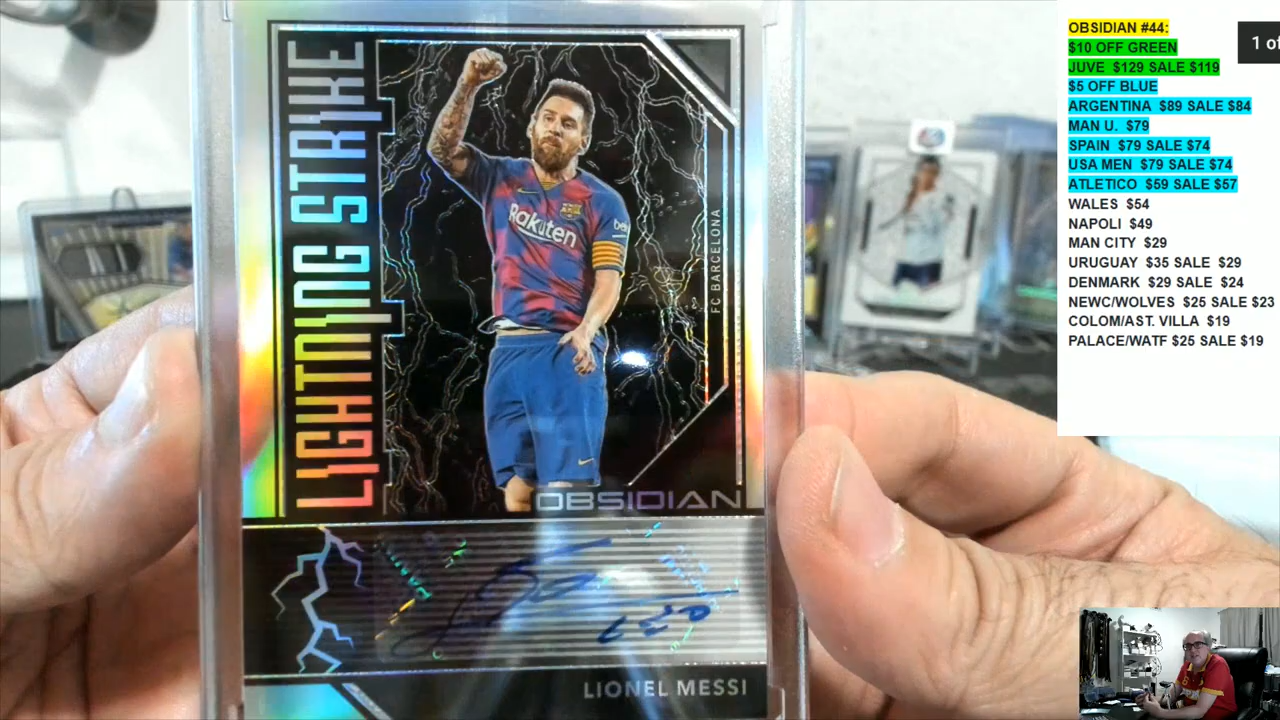 LIGHTNING STRIKE
Rakuten
FC BARCELONA
OBSIDIAN
LIONEL MESSI
OBSIDIAN #44:
$10 OFF GREEN
JUVE $129 SALE $119
$5 OFF BLUE
ARGENTINA $89 SALE $84
MAN U. $79
SPAIN $79 SALE $74
USA MEN $79 SALE $74
ATLETICO $59 SALE $57
WALES $54
NAPOLI $49
MAN CITY $29
URUGUAY $35 SALE $29
DENMARK $29 SALE $24
NEWC/WOLVES $25 SALE $23
COLOM/AST. VILLA $19
PALACE/WATF $25 SALE $19
1 of